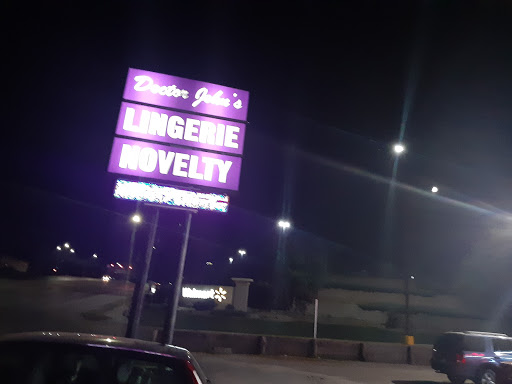 Doctor John's
LINGERIE
NOVELTY
Walmart